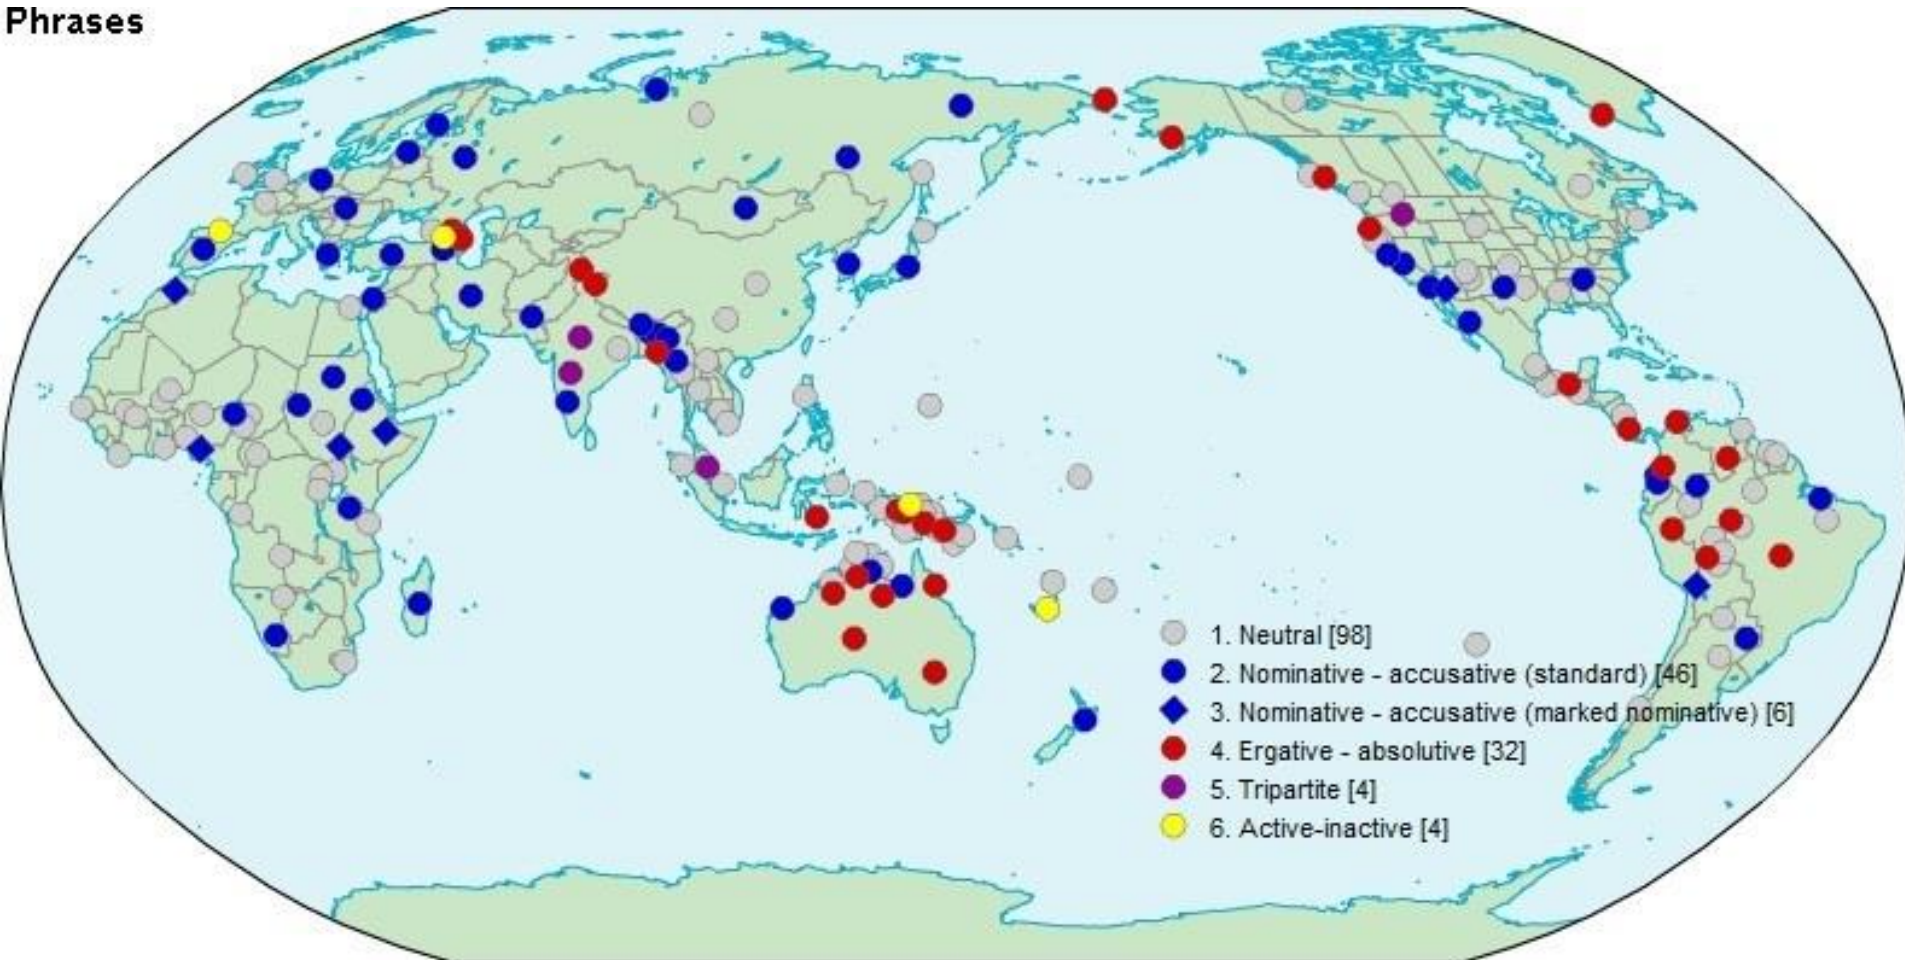 Phrases
1. Neutral [98]
2. Nominative - accusative (standard) [46]
3. Nominative - accusative (marked nominative) [6]
4. Ergative - absolutive [32]
5. Tripartite [4]
6. Active-inactive [4]